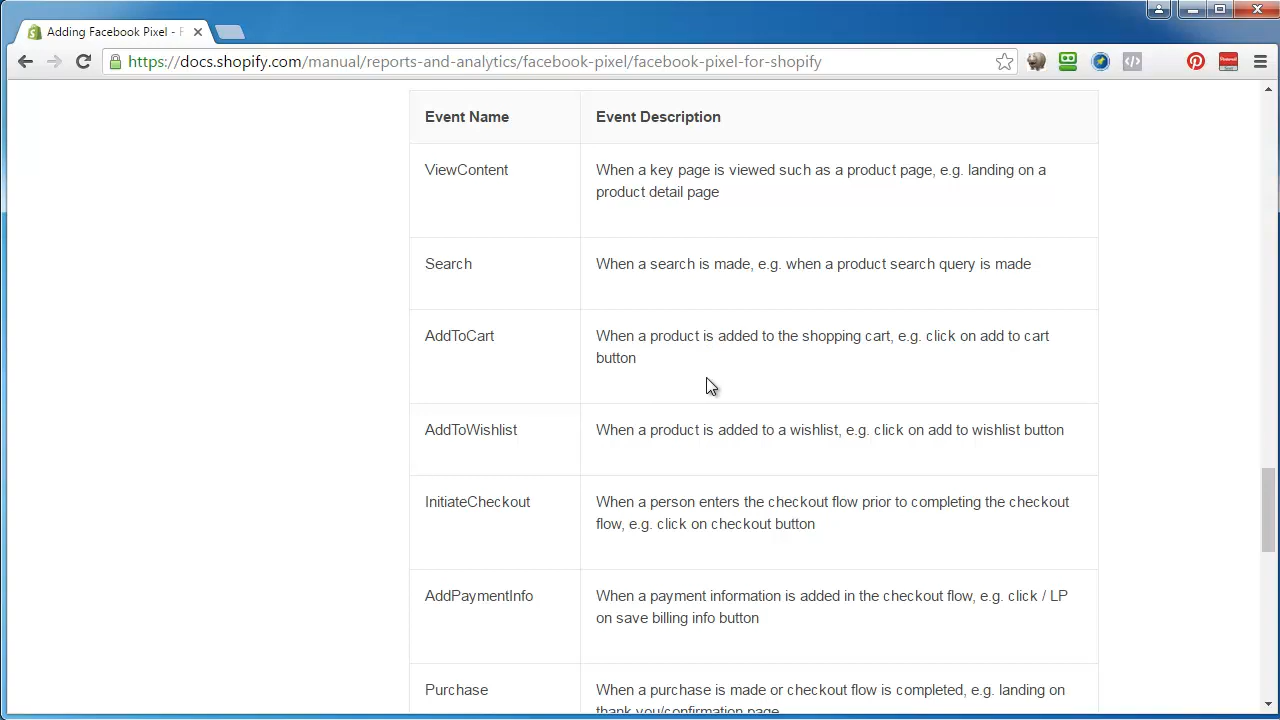 Adding Facebook Pixel - F
https://docs.shopify.com/manual/reports-and-analytics/facebook-pixel/facebook-pixel-for-shopify
Event Name Event Description
ViewContent When a key page is viewed such as a product page, e.g. landing on a
product detail page
Search When a search is made, e.g. when a product search query is made
AddToCart When a product is added to the shopping cart, e.g. click on add to cart
button
AddToWishlist When a product is added to a wishlist, e.g. click on add to wishlist button
InitiateCheckout When a person enters the checkout flow prior to completing the checkout
flow, e.g. click on checkout button
AddPaymentInfo When a payment information is added in the checkout flow, e.g. click / LP
on save billing info button
Purchase When a purchase is made or checkout flow is completed, e.g. landing on
thank you/confirmation page